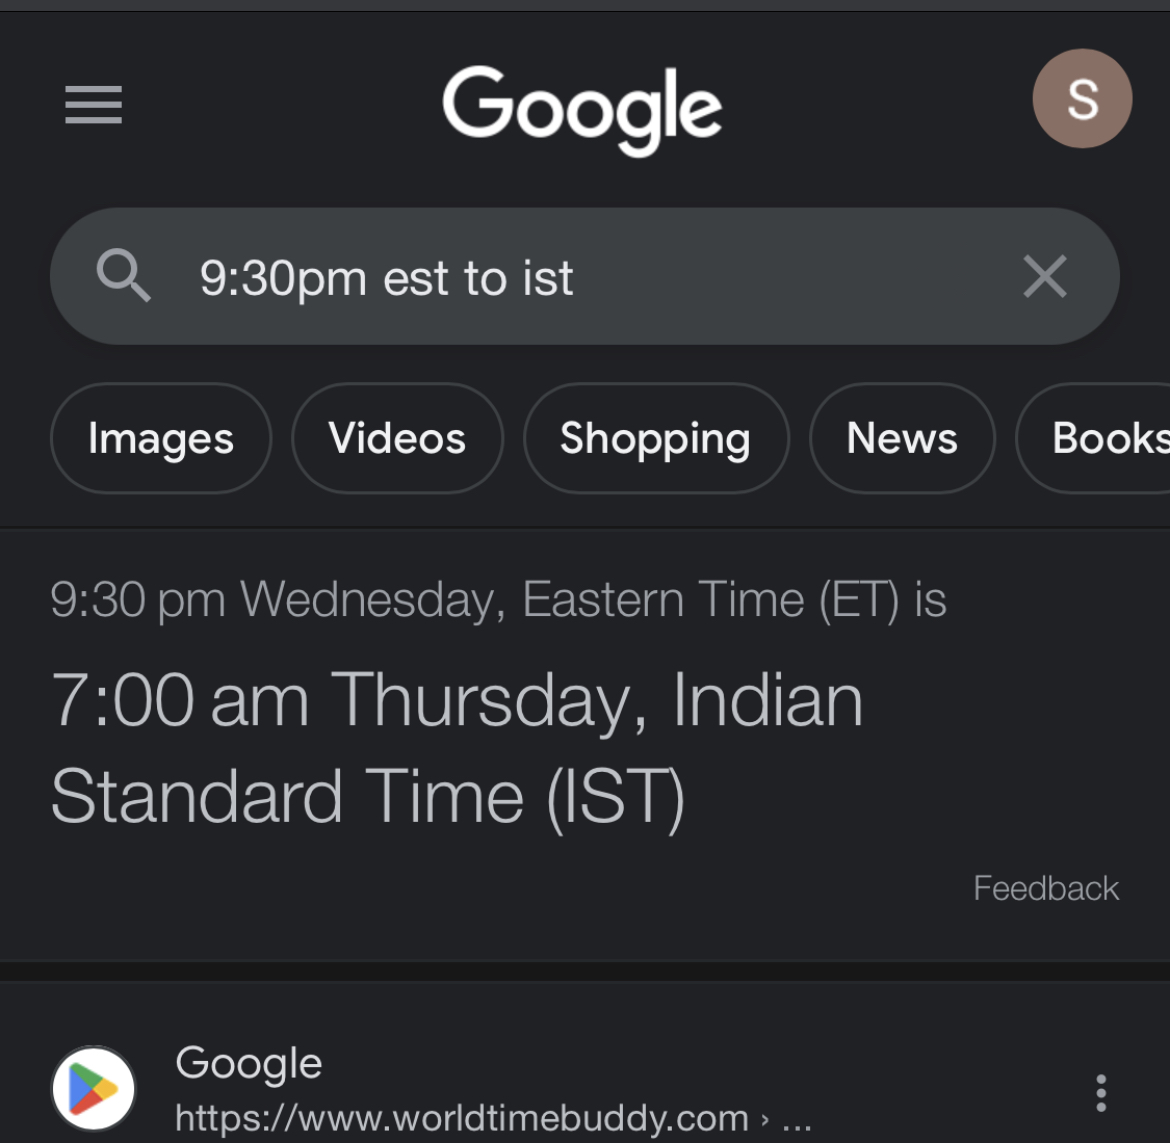 Google
S
9:30pm est to ist
Images
Videos
Shopping
News
Books
9:30 pm Wednesday, Eastern Time (ET) is
7:00 am Thursday, Indian
Standard Time (IST)
Feedback
Google
https://www.worldtimebuddy.com › ...